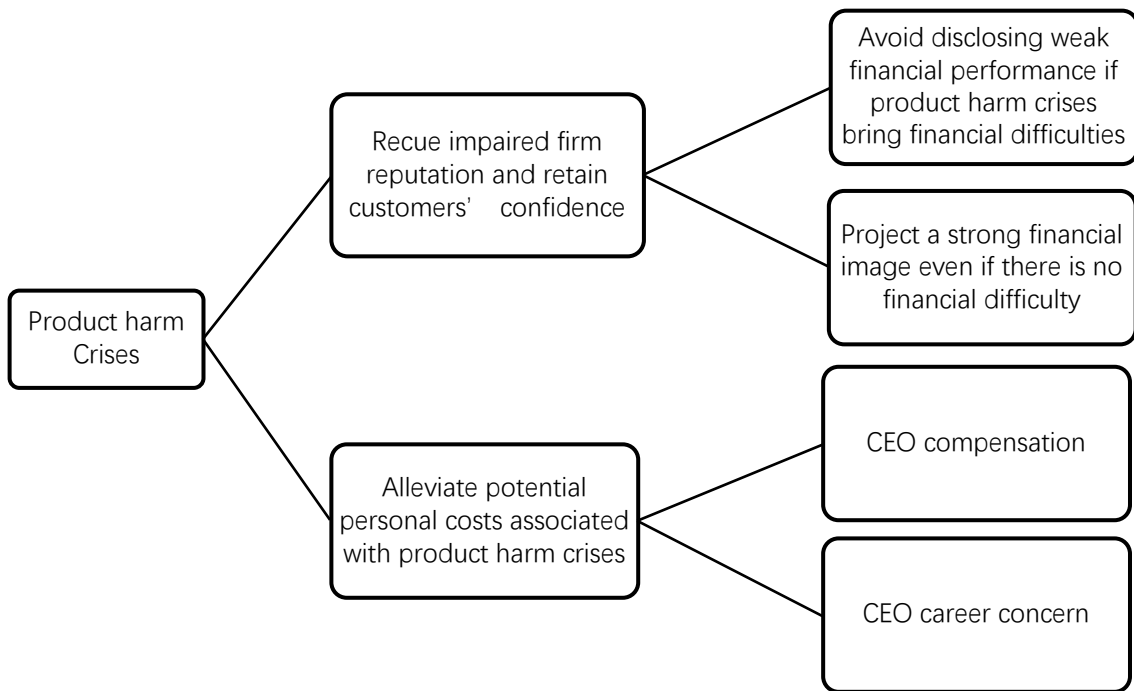 Product harm
Crises
Recue impaired firm
reputation and retain
customers’ confidence
Avoid disclosing weak
financial performance if
product harm crises
bring financial difficulties
Project a strong financial
image even if there is no
financial difficulty
Alleviate potential
personal costs associated
with product harm crises
CEO compensation
CEO career concern